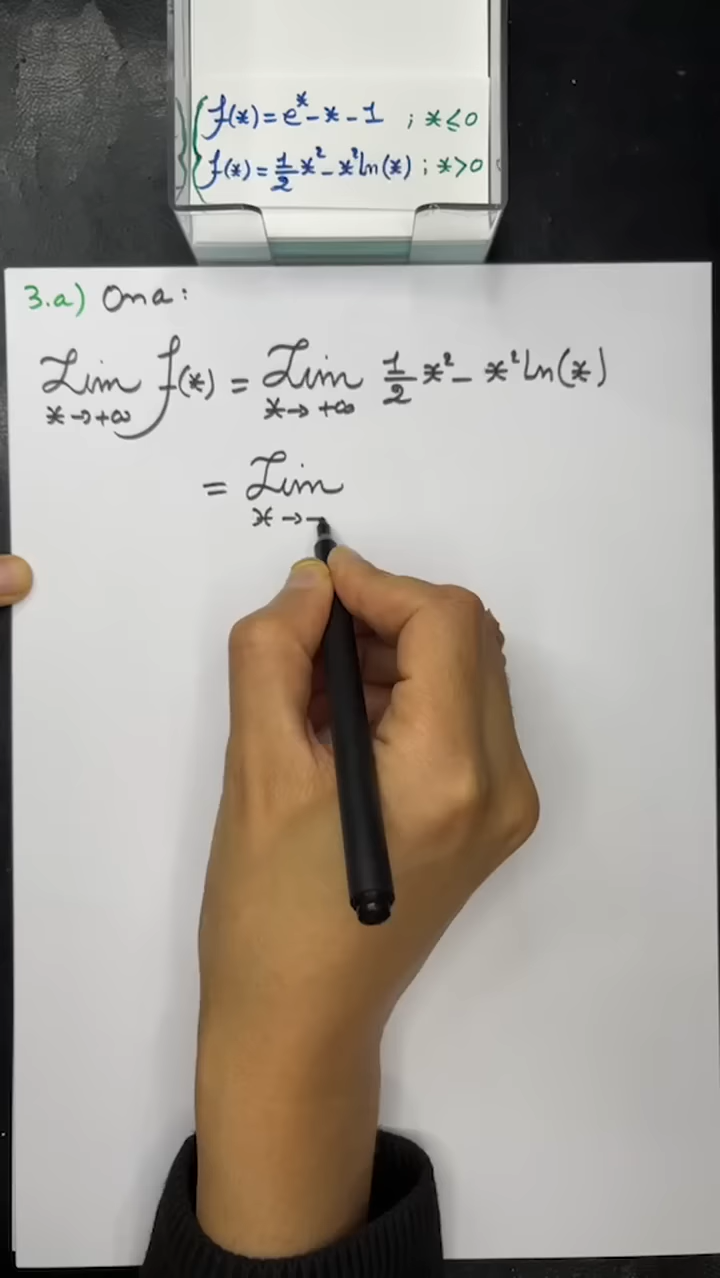 f(x) = e^x - x - 1 ; x ≤ 0
f(x) = 1/2 x² - x² ln(x) ; x > 0
3.a) On a :
Lim x→+∞ f(x) = Lim x→+∞ 1/2 x² - x² ln(x)
= Lim x→-